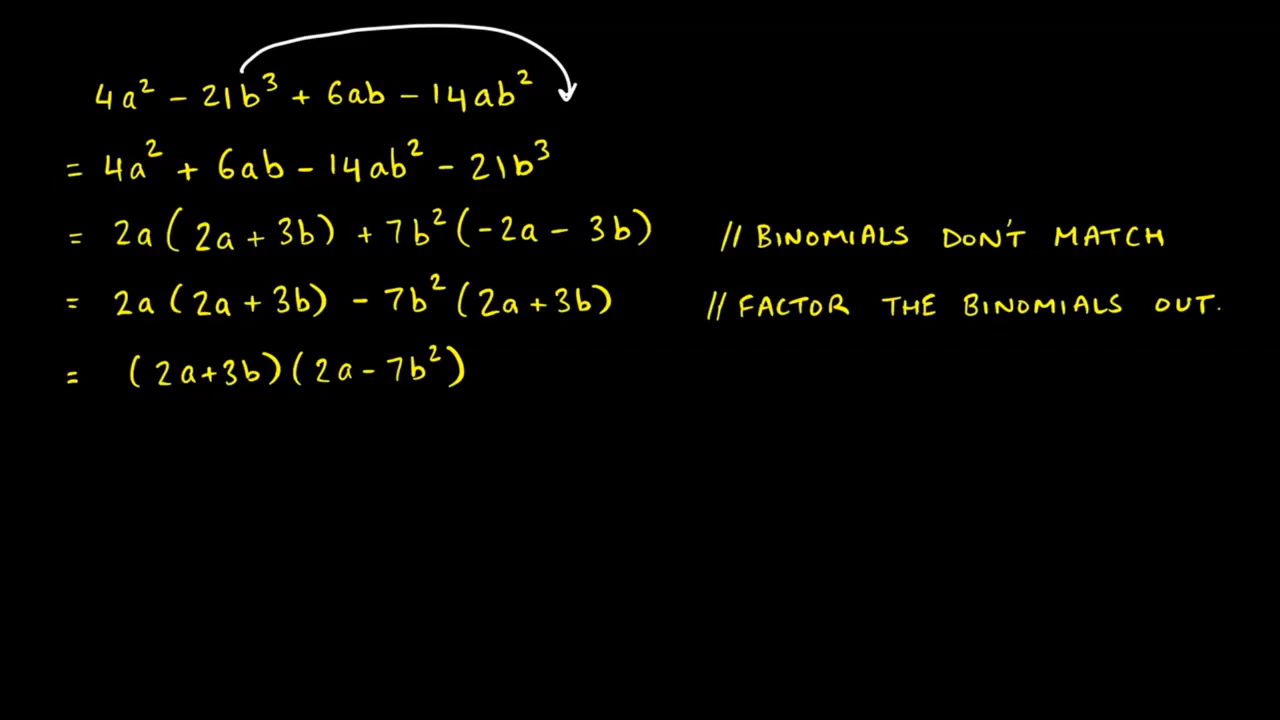 4a² - 21b³ + 6ab - 14ab²
= 4a² + 6ab - 14ab² - 21b³
= 2a (2a + 3b) + 7b² (-2a - 3b) // BINOMIALS DON'T MATCH
= 2a (2a + 3b) - 7b² (2a + 3b) // FACTOR THE BINOMIALS OUT.
= (2a+3b) (2a - 7b²)